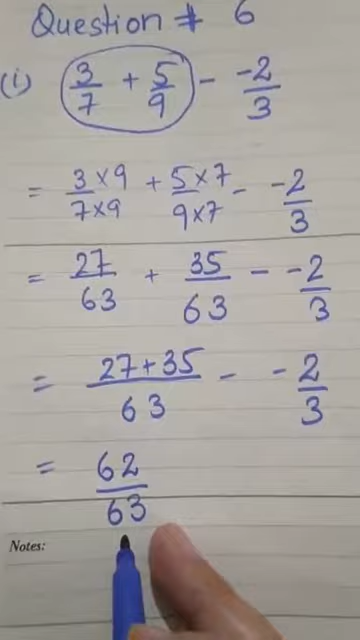 Question # 6
(i) 3/7 + 5/9 - -2/3
= 3×9/7×9 + 5×7/9×7 - -2/3
= 27/63 + 35/63 - -2/3
= 27+35/63 - -2/3
= 62/63
Notes: